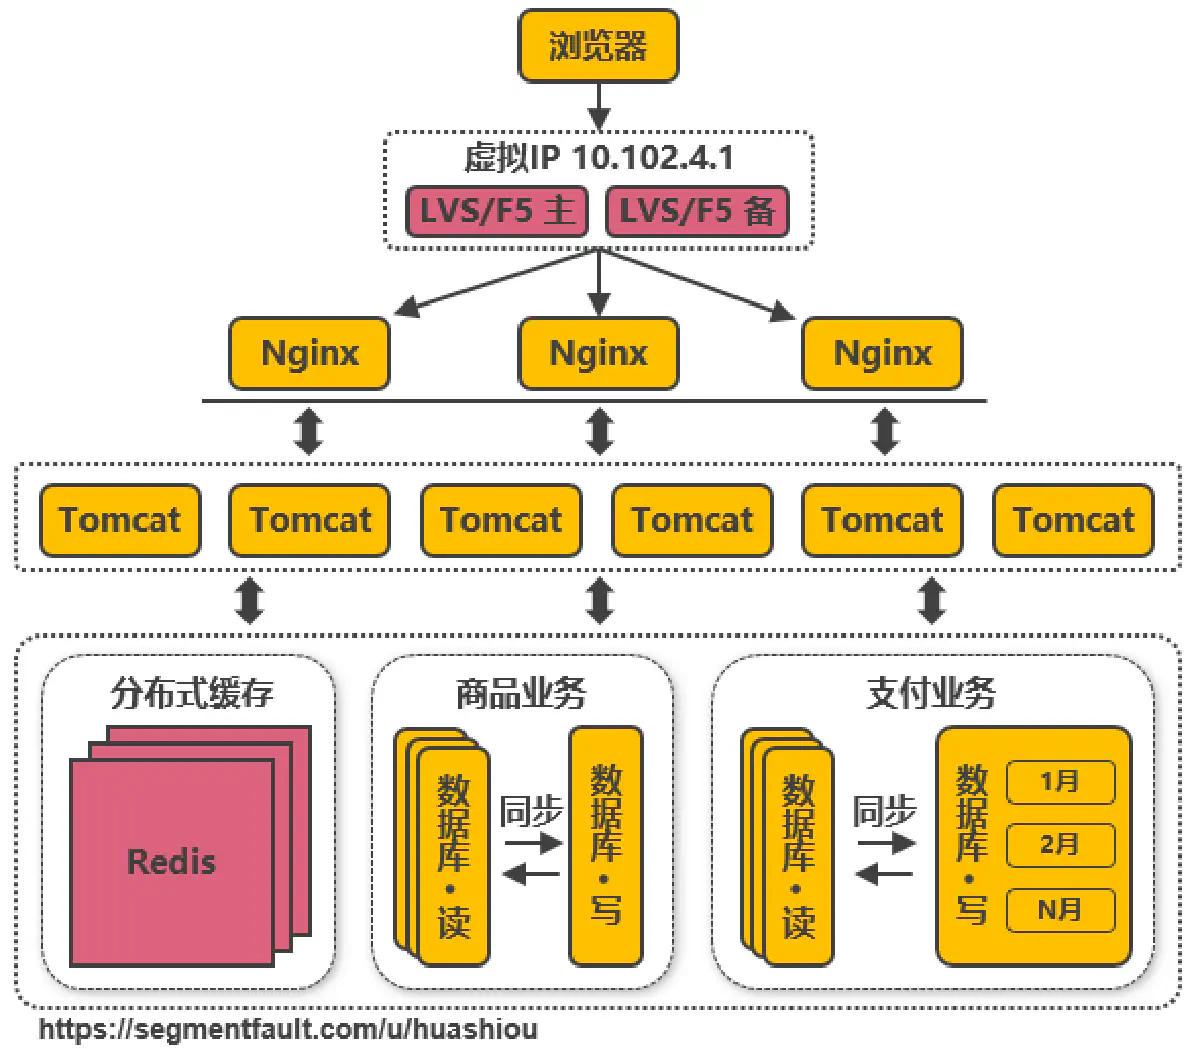 浏览器
虚拟IP 10.102.4.1
LVS/F5 主
LVS/F5 备
Nginx
Nginx
Nginx
Tomcat
Tomcat
Tomcat
Tomcat
Tomcat
Tomcat
分布式缓存
Redis
商品业务
数据库·读
同步
数据库·写
支付业务
数据库·读
同步
数据库·写
1月
2月
N月
https://segmentfault.com/u/huashiou